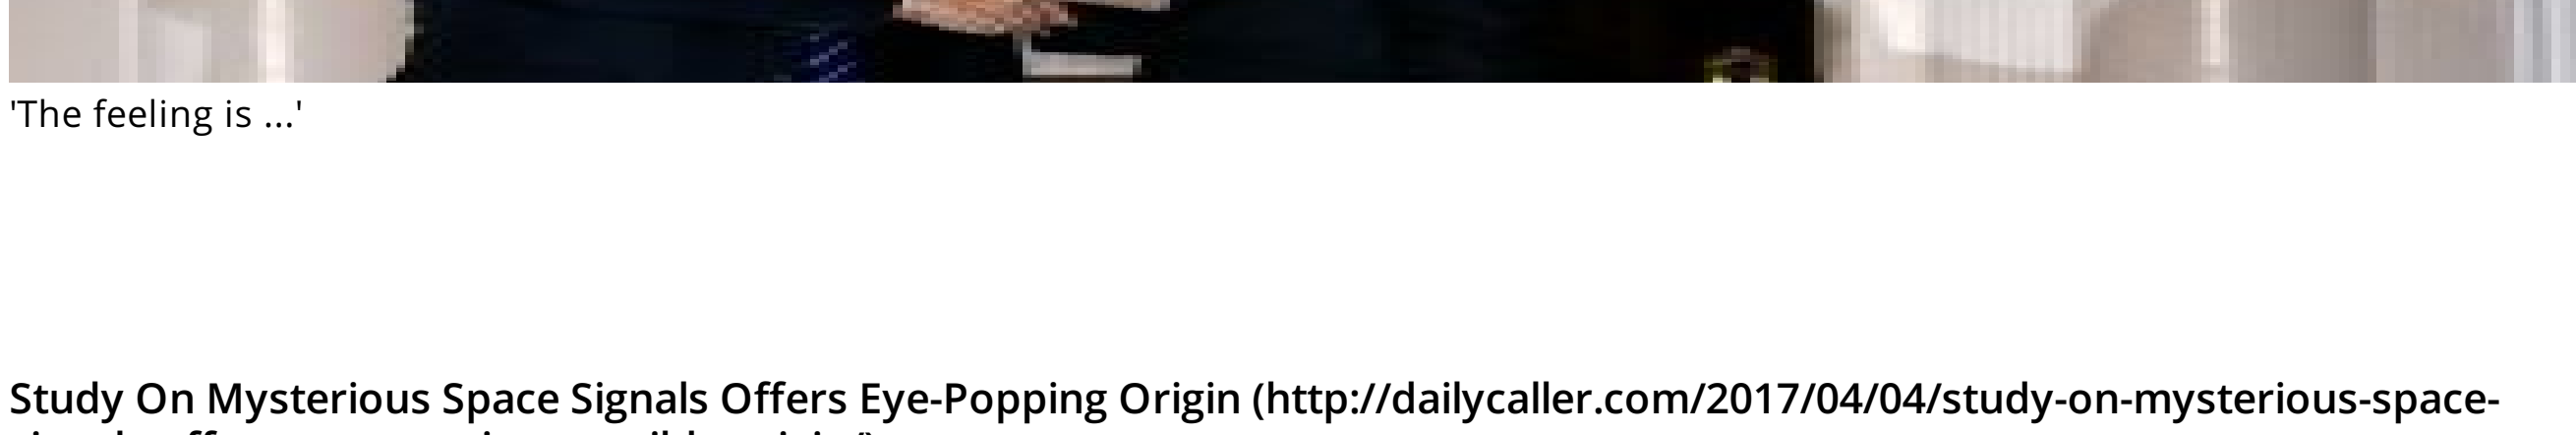 'The feeling is ...'
Study On Mysterious Space Signals Offers Eye-Popping Origin (http://dailycaller.com/2017/04/04/study-on-mysterious-space-